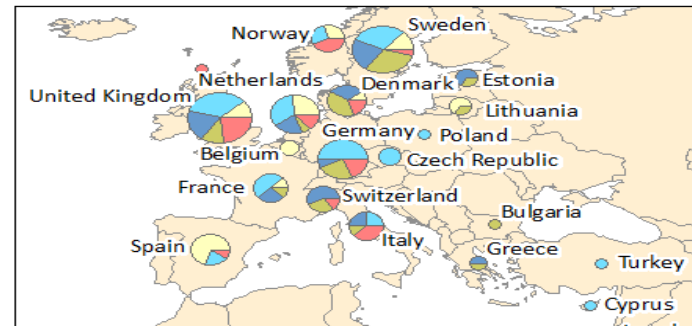 Norway
Sweden
Netherlands
Denmark
Estonia
United Kingdom
Lithuania
Germany
Poland
Belgium
Czech Republic
France
Switzerland
Bulgaria
Italy
Spain
Greece
Turkey
Cyprus